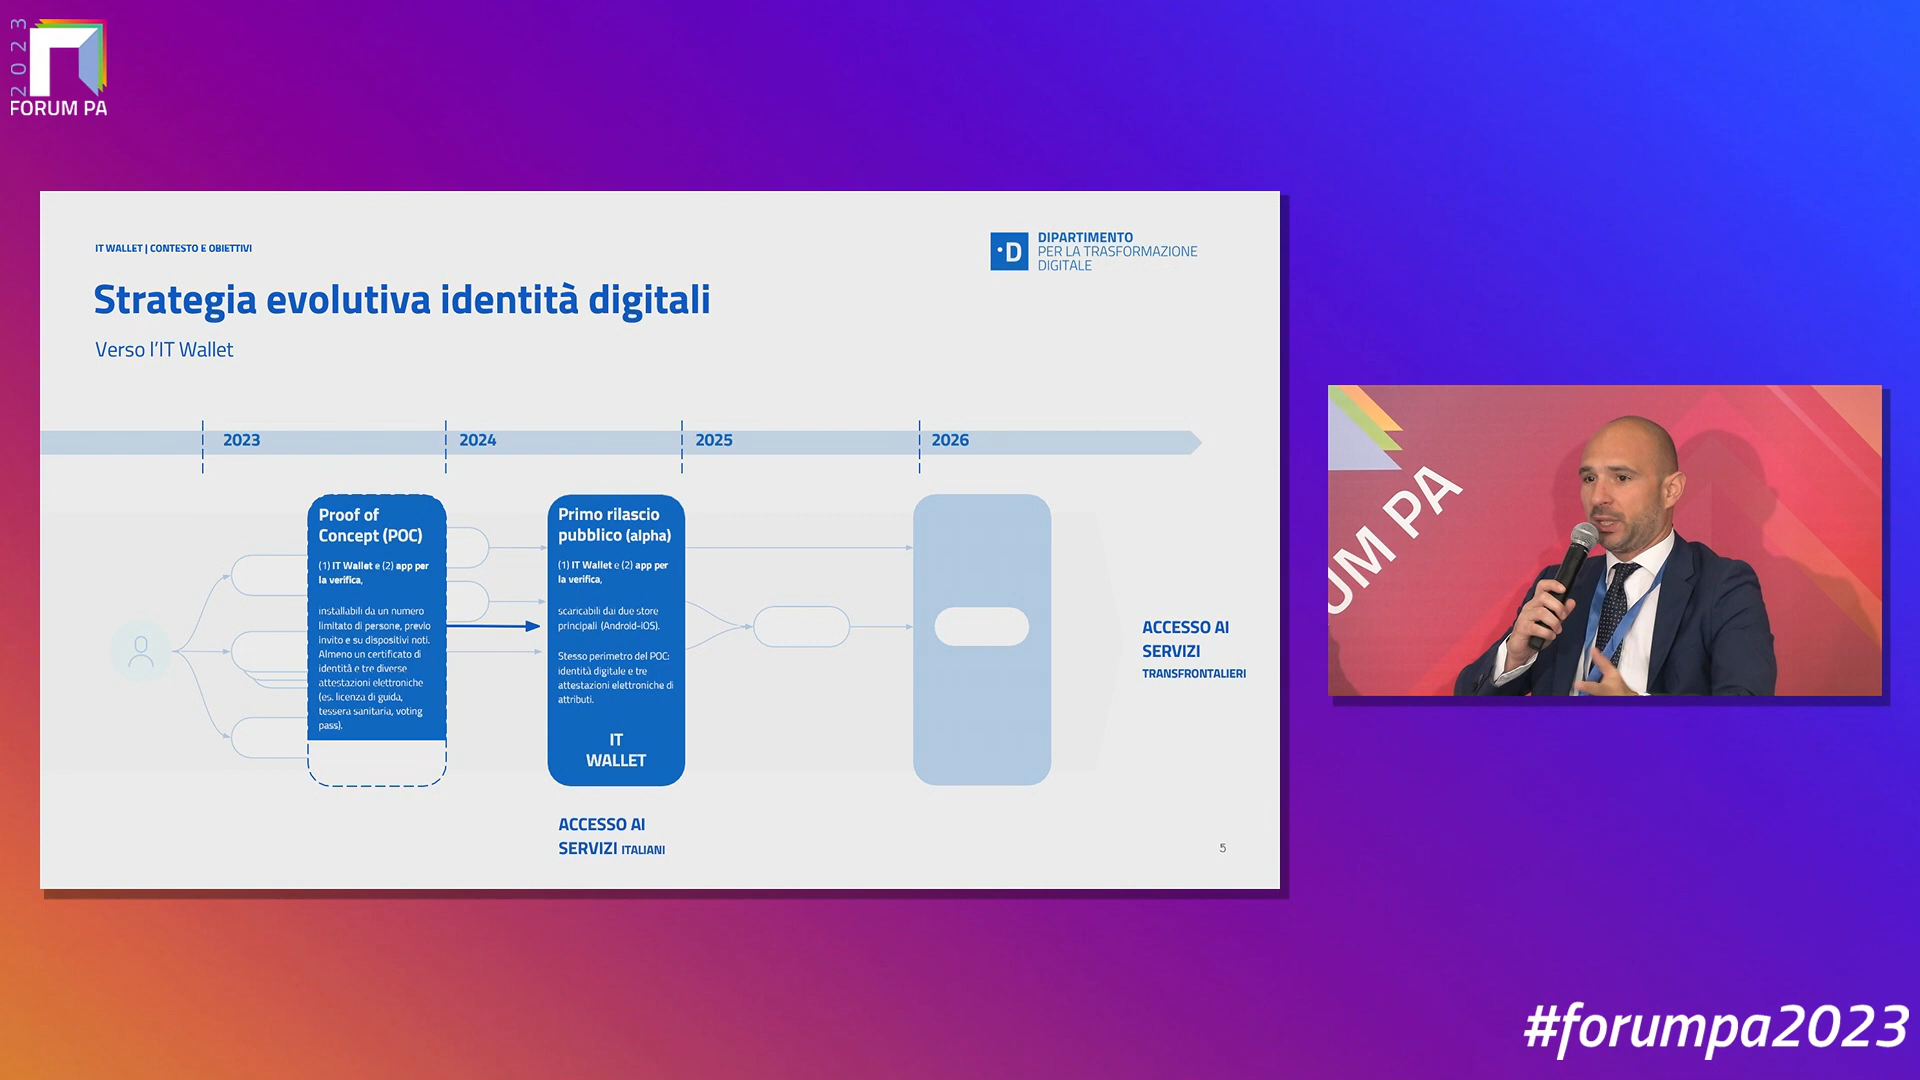 2023
FORUM PA
IT WALLET | CONTESTO E OBIETTIVI
·D DIPARTIMENTO
PER LA TRASFORMAZIONE
DIGITALE
Strategia evolutiva identità digitali
Verso l'IT Wallet
2023 2024 2025 2026
Proof of
Concept (POC)
(1) IT Wallet e (2) app per
la verifica,
installabili da un numero
limitato di persone, previo
invito e su dispositivi noti.
Almeno un certificato di
identità e tre diverse
attestazioni elettroniche
(es. licenza di guida,
tessera sanitaria, voting
pass).
Primo rilascio
pubblico (alpha)
(1) IT Wallet e (2) app per
la verifica,
scaricabili dai due store
principali (Android-iOS).
Stesso perimetro del POC:
identità digitale e tre
attestazioni elettroniche di
attributi.
IT
WALLET
ACCESSO AI
SERVIZI ITALIANI
ACCESSO AI
SERVIZI
TRANSFRONTALIERI
5
UM PA
#forumpa2023